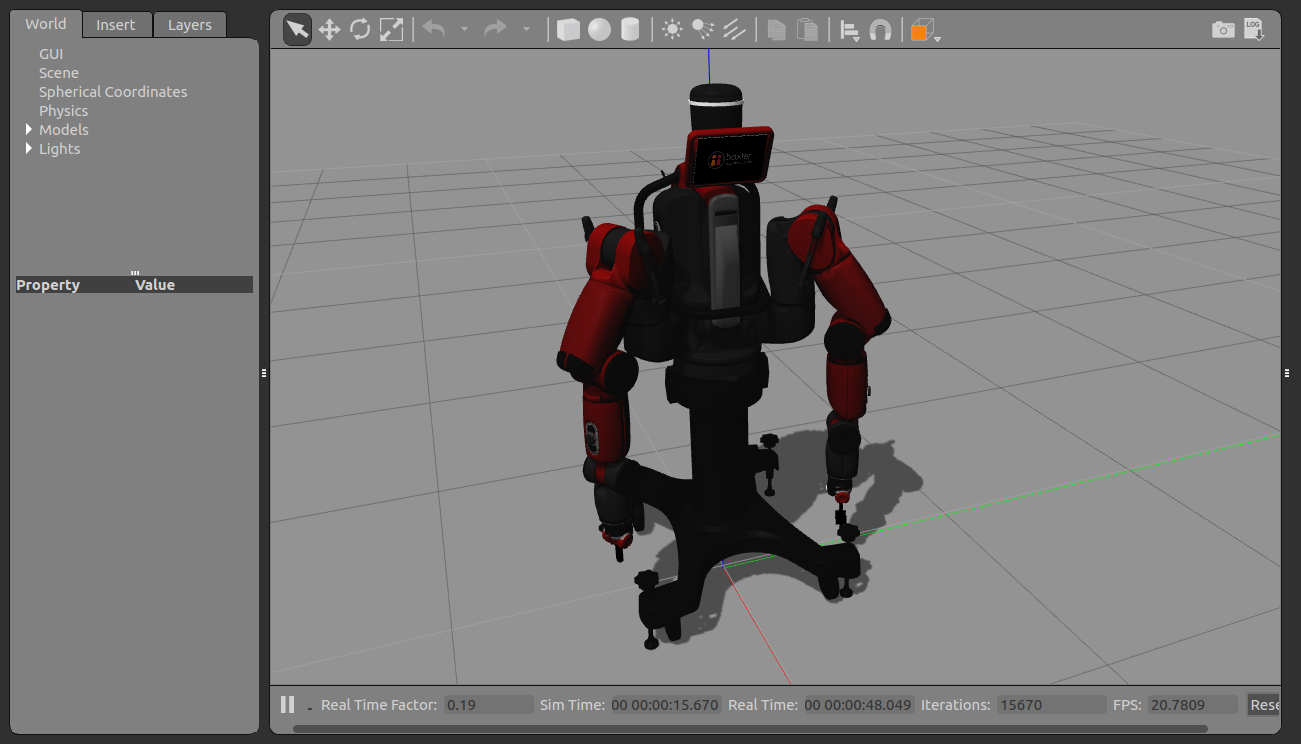 World Insert Layers
GUI
Scene
Spherical Coordinates
Physics
Models
Lights
Property Value
LOG
baxter
Real Time Factor: 0.19 Sim Time: 00 00:00:15.670 Real Time: 00 00:00:48.049 Iterations: 15670 FPS: 20.7809 Rese